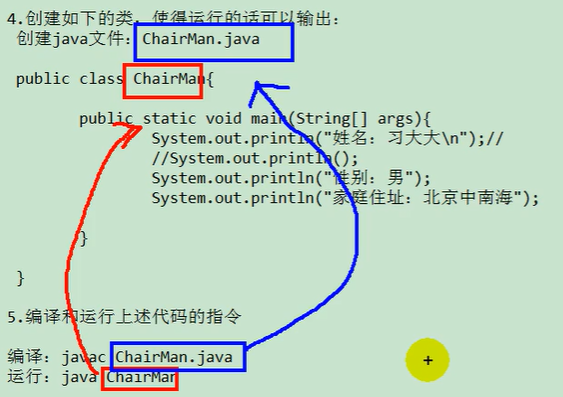 4.创建如下的类，使得运行的话可以输出：
创建java文件：ChairMan.java
public class ChairMan{
public static void main(String[] args){
System.out.println("姓名：习大大\n");//
//System.out.println();
System.out.println("性别：男");
System.out.println("家庭住址：北京中南海");
}
}
5.编译和运行上述代码的指令
编译：javac ChairMan.java
运行：java ChairMan